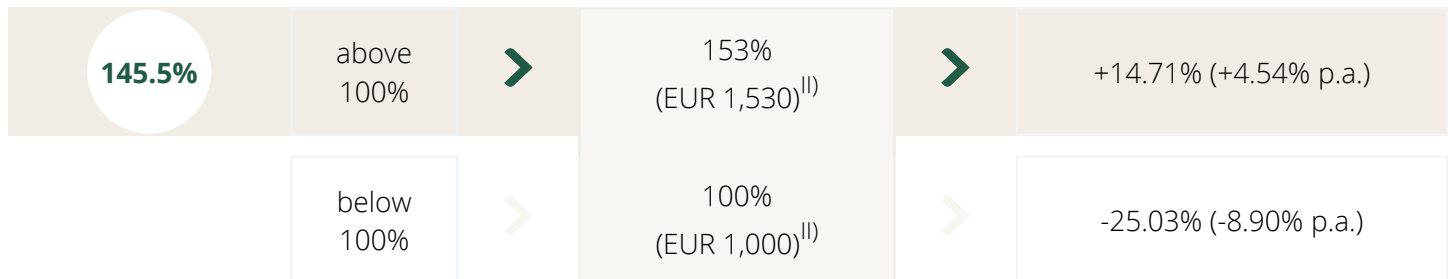 145.5%
above
100%
153%
(EUR 1,530)II)
+14.71% (+4.54% p.a.)
below
100%
100%
(EUR 1,000)II)
-25.03% (-8.90% p.a.)